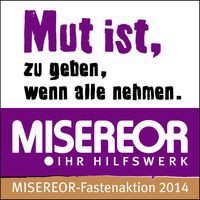 Mut ist,
zu geben,
wenn alle nehmen.
MISEREOR
IHR HILFSWERK
MISEREOR-Fastenaktion 2014